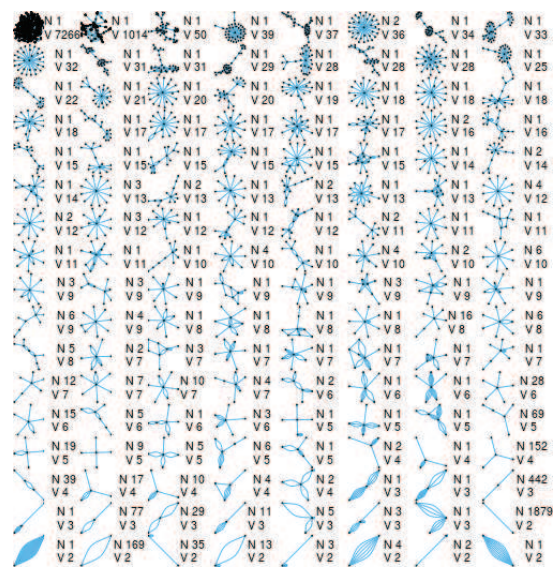 N 1 N 1 N 1 N 1 N 1 N 2 N 1 N 1
V 7266 V 1014 V 50 V 39 V 37 V 36 V 34 V 33
N 1 N 1 N 1 N 1 N 1 N 1 N 1 N 1
V 32 V 31 V 31 V 29 V 28 V 28 V 28 V 25
N 1 N 1 N 1 N 1 N 1 N 1 N 1 N 1
V 22 V 21 V 20 V 20 V 19 V 18 V 18 V 18
N 1 N 1 N 1 N 1 N 1 N 1 N 2 N 1
V 18 V 17 V 17 V 17 V 17 V 17 V 16 V 16
N 1 N 1 N 1 N 1 N 1 N 1 N 1 N 2
V 15 V 15 V 15 V 15 V 15 V 15 V 14 V 14
N 1 N 3 N 2 N 1 N 2 N 1 N 1 N 4
V 14 V 13 V 13 V 13 V 13 V 13 V 13 V 12
N 2 N 3 N 3 N 1 N 1 N 2 N 1 N 1
V 12 V 12 V 12 V 12 V 12 V 11 V 11 V 11
N 1 N 1 N 1 N 4 N 1 N 4 N 2 N 6
V 11 V 11 V 10 V 10 V 10 V 10 V 10 V 10
N 3 N 3 N 1 N 1 N 1 N 3 N 1 N 1
V 9 V 9 V 9 V 9 V 9 V 9 V 9 V 9
N 6 N 4 N 1 N 1 N 1 N 1 N 16 N 6
V 9 V 9 V 8 V 8 V 8 V 8 V 8 V 8
N 5 N 2 N 3 N 1 N 1 N 1 N 1 N 1
V 8 V 7 V 7 V 7 V 7 V 7 V 7 V 7
N 12 N 7 N 10 N 4 N 2 N 1 N 1 N 28
V 7 V 7 V 7 V 7 V 6 V 6 V 6 V 6
N 15 N 5 N 1 N 3 N 1 N 1 N 1 N 69
V 6 V 6 V 6 V 6 V 5 V 5 V 5 V 5
N 19 N 9 N 5 N 6 N 1 N 2 N 1 N 152
V 5 V 5 V 5 V 5 V 5 V 4 V 4 V 4
N 39 N 17 N 10 N 4 N 2 N 1 N 1 N 442
V 4 V 4 V 4 V 4 V 4 V 3 V 3 V 3
N 1 N 77 N 29 N 11 N 5 N 3 N 1 N 1879
V 3 V 3 V 3 V 3 V 3 V 3 V 3 V 2
N 1 N 169 N 35 N 13 N 3 N 4 N 2 N 1
V 2 V 2 V 2 V 2 V 2 V 2 V 2 V 2